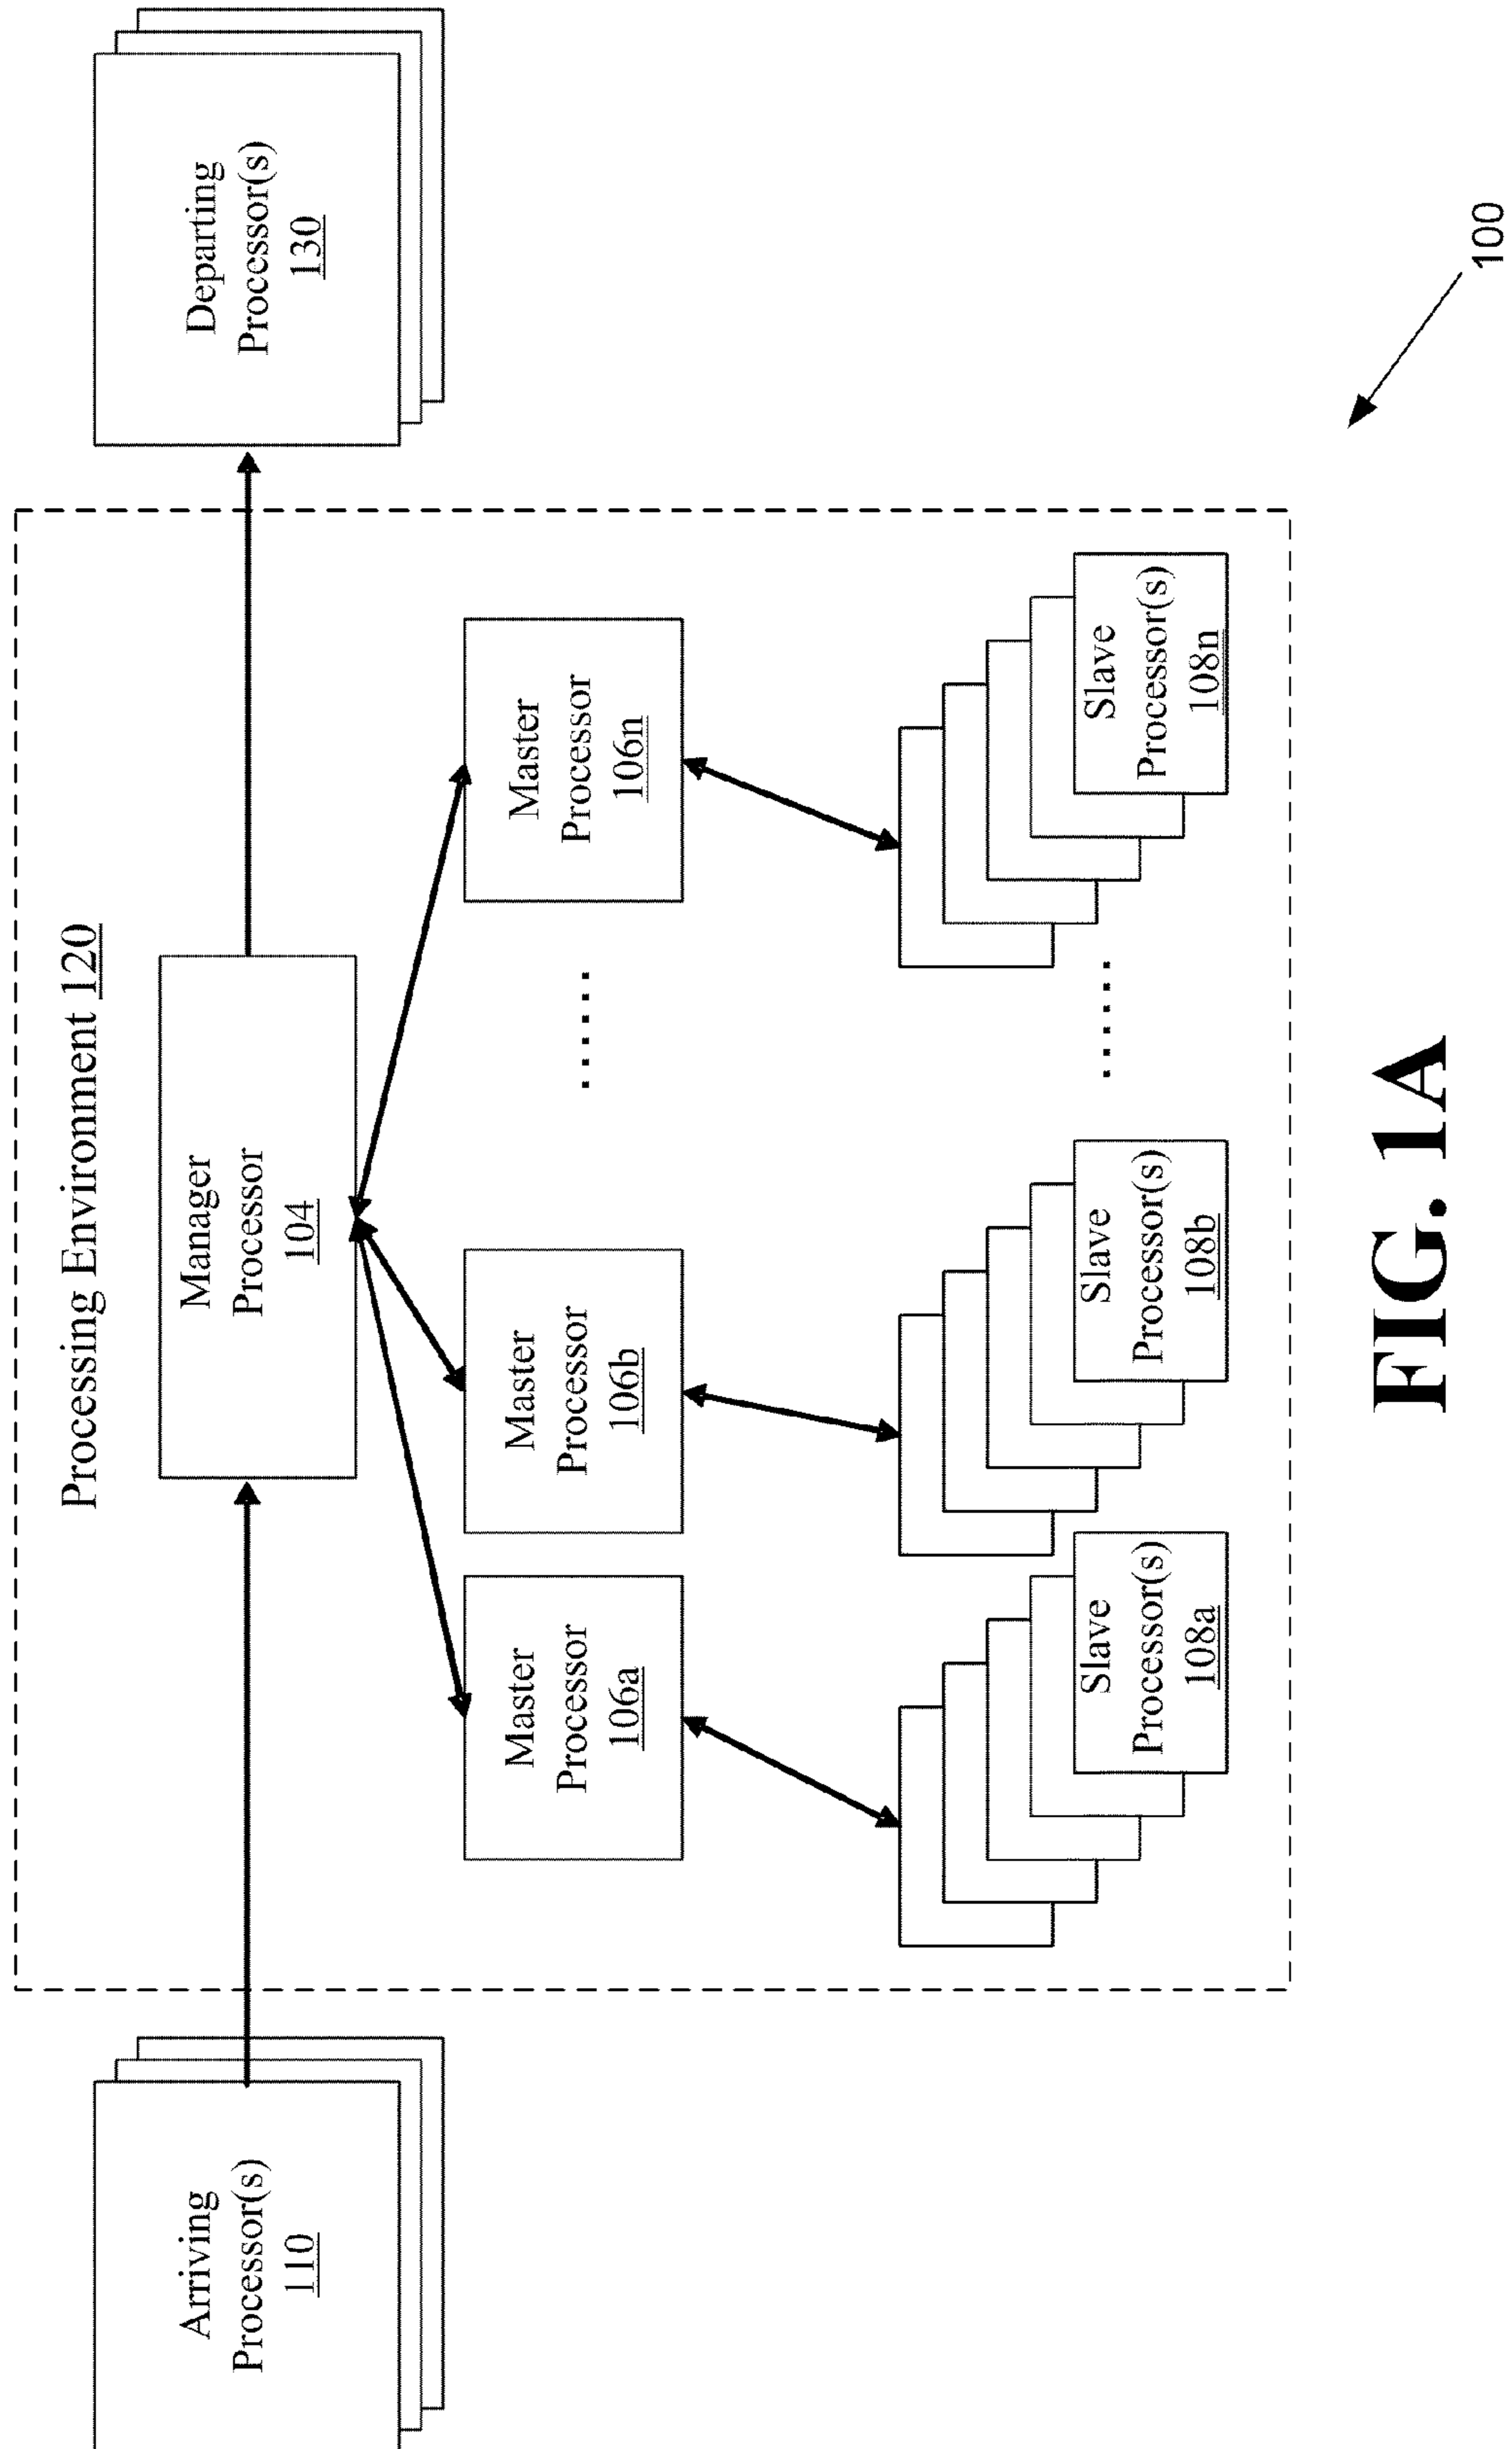 Processing Environment 120
Arriving
Processor(s)
110
Manager
Processor
104
Departing
Processor(s)
130
Master
Processor
106a
Master
Processor
106b
......
Master
Processor
106n
Slave
Processor(s)
108a
Slave
Processor(s)
108b
......
Slave
Processor(s)
108n
100
FIG. 1A